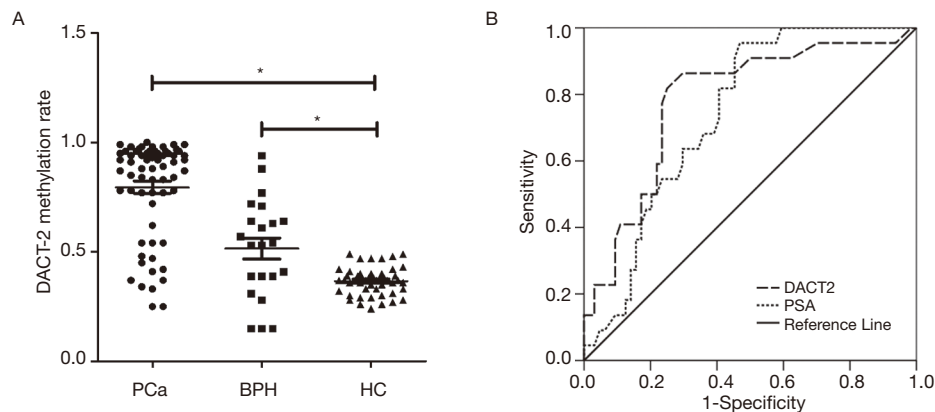 A
1.5
1.0
0.5
0.0
DACT-2 methylation rate
*
*
PCa
BPH
HC
B
1.0
0.8
0.6
0.4
0.2
0.0
Sensitivity
DACT2
PSA
Reference Line
0.0
0.2
0.4
0.6
0.8
1.0
1-Specificity